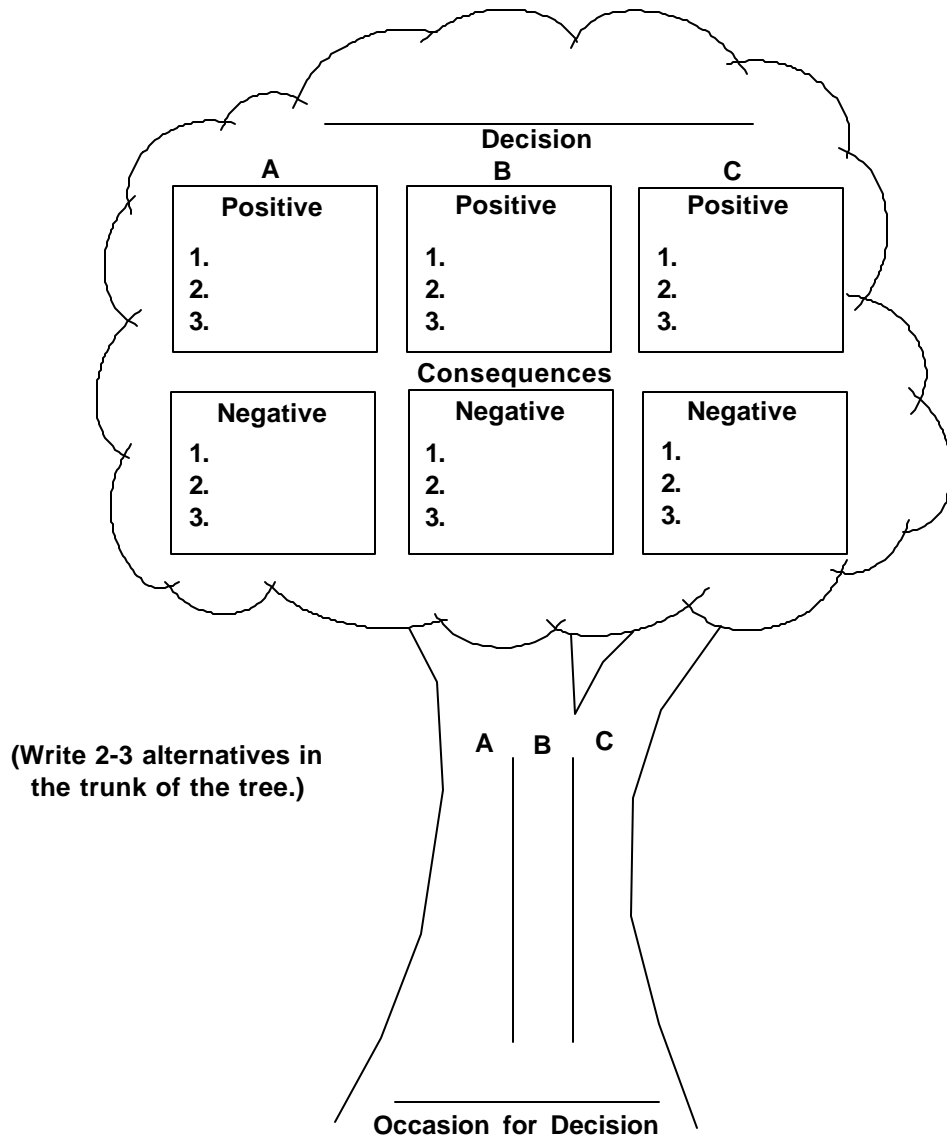 Decision
A B C
Positive Positive Positive
1. 1. 1.
2. 2. 2.
3. 3. 3.
Consequences
Negative Negative Negative
1. 1. 1.
2. 2. 2.
3. 3. 3.
A B C
(Write 2-3 alternatives in
the trunk of the tree.)
Occasion for Decision